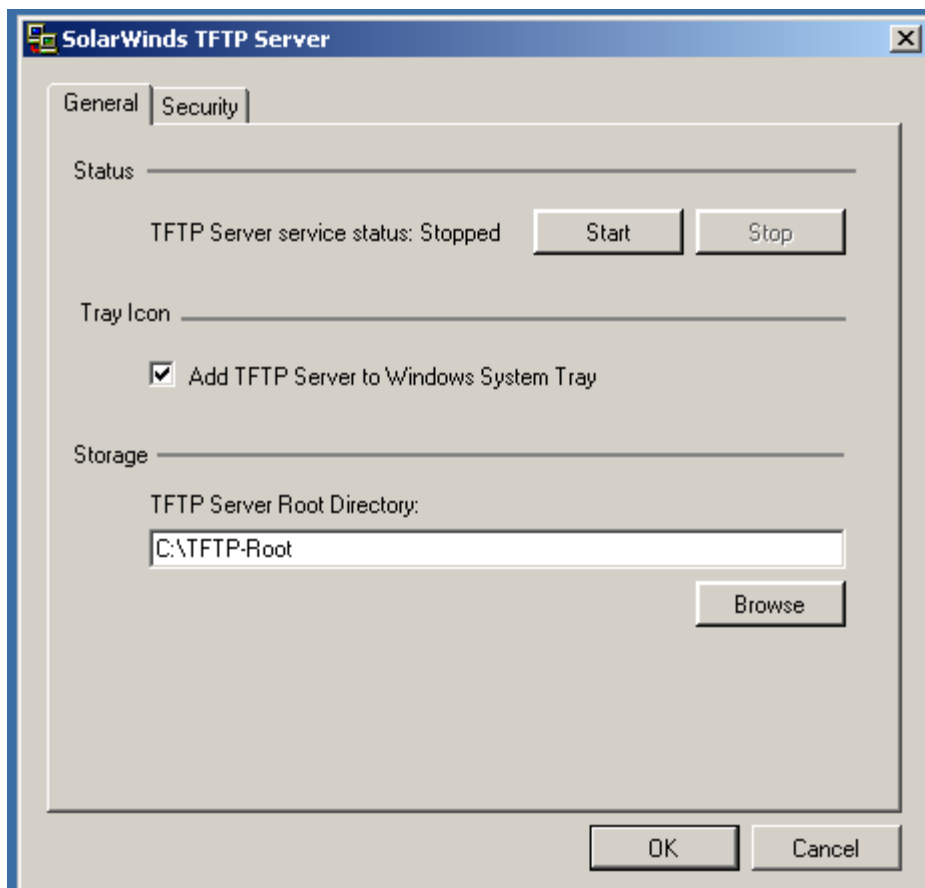 SolarWinds TFTP Server
General Security
Status
TFTP Server service status: Stopped Start Stop
Tray Icon
Add TFTP Server to Windows System Tray
Storage
TFTP Server Root Directory:
C:\TFTP-Root
Browse
OK Cancel